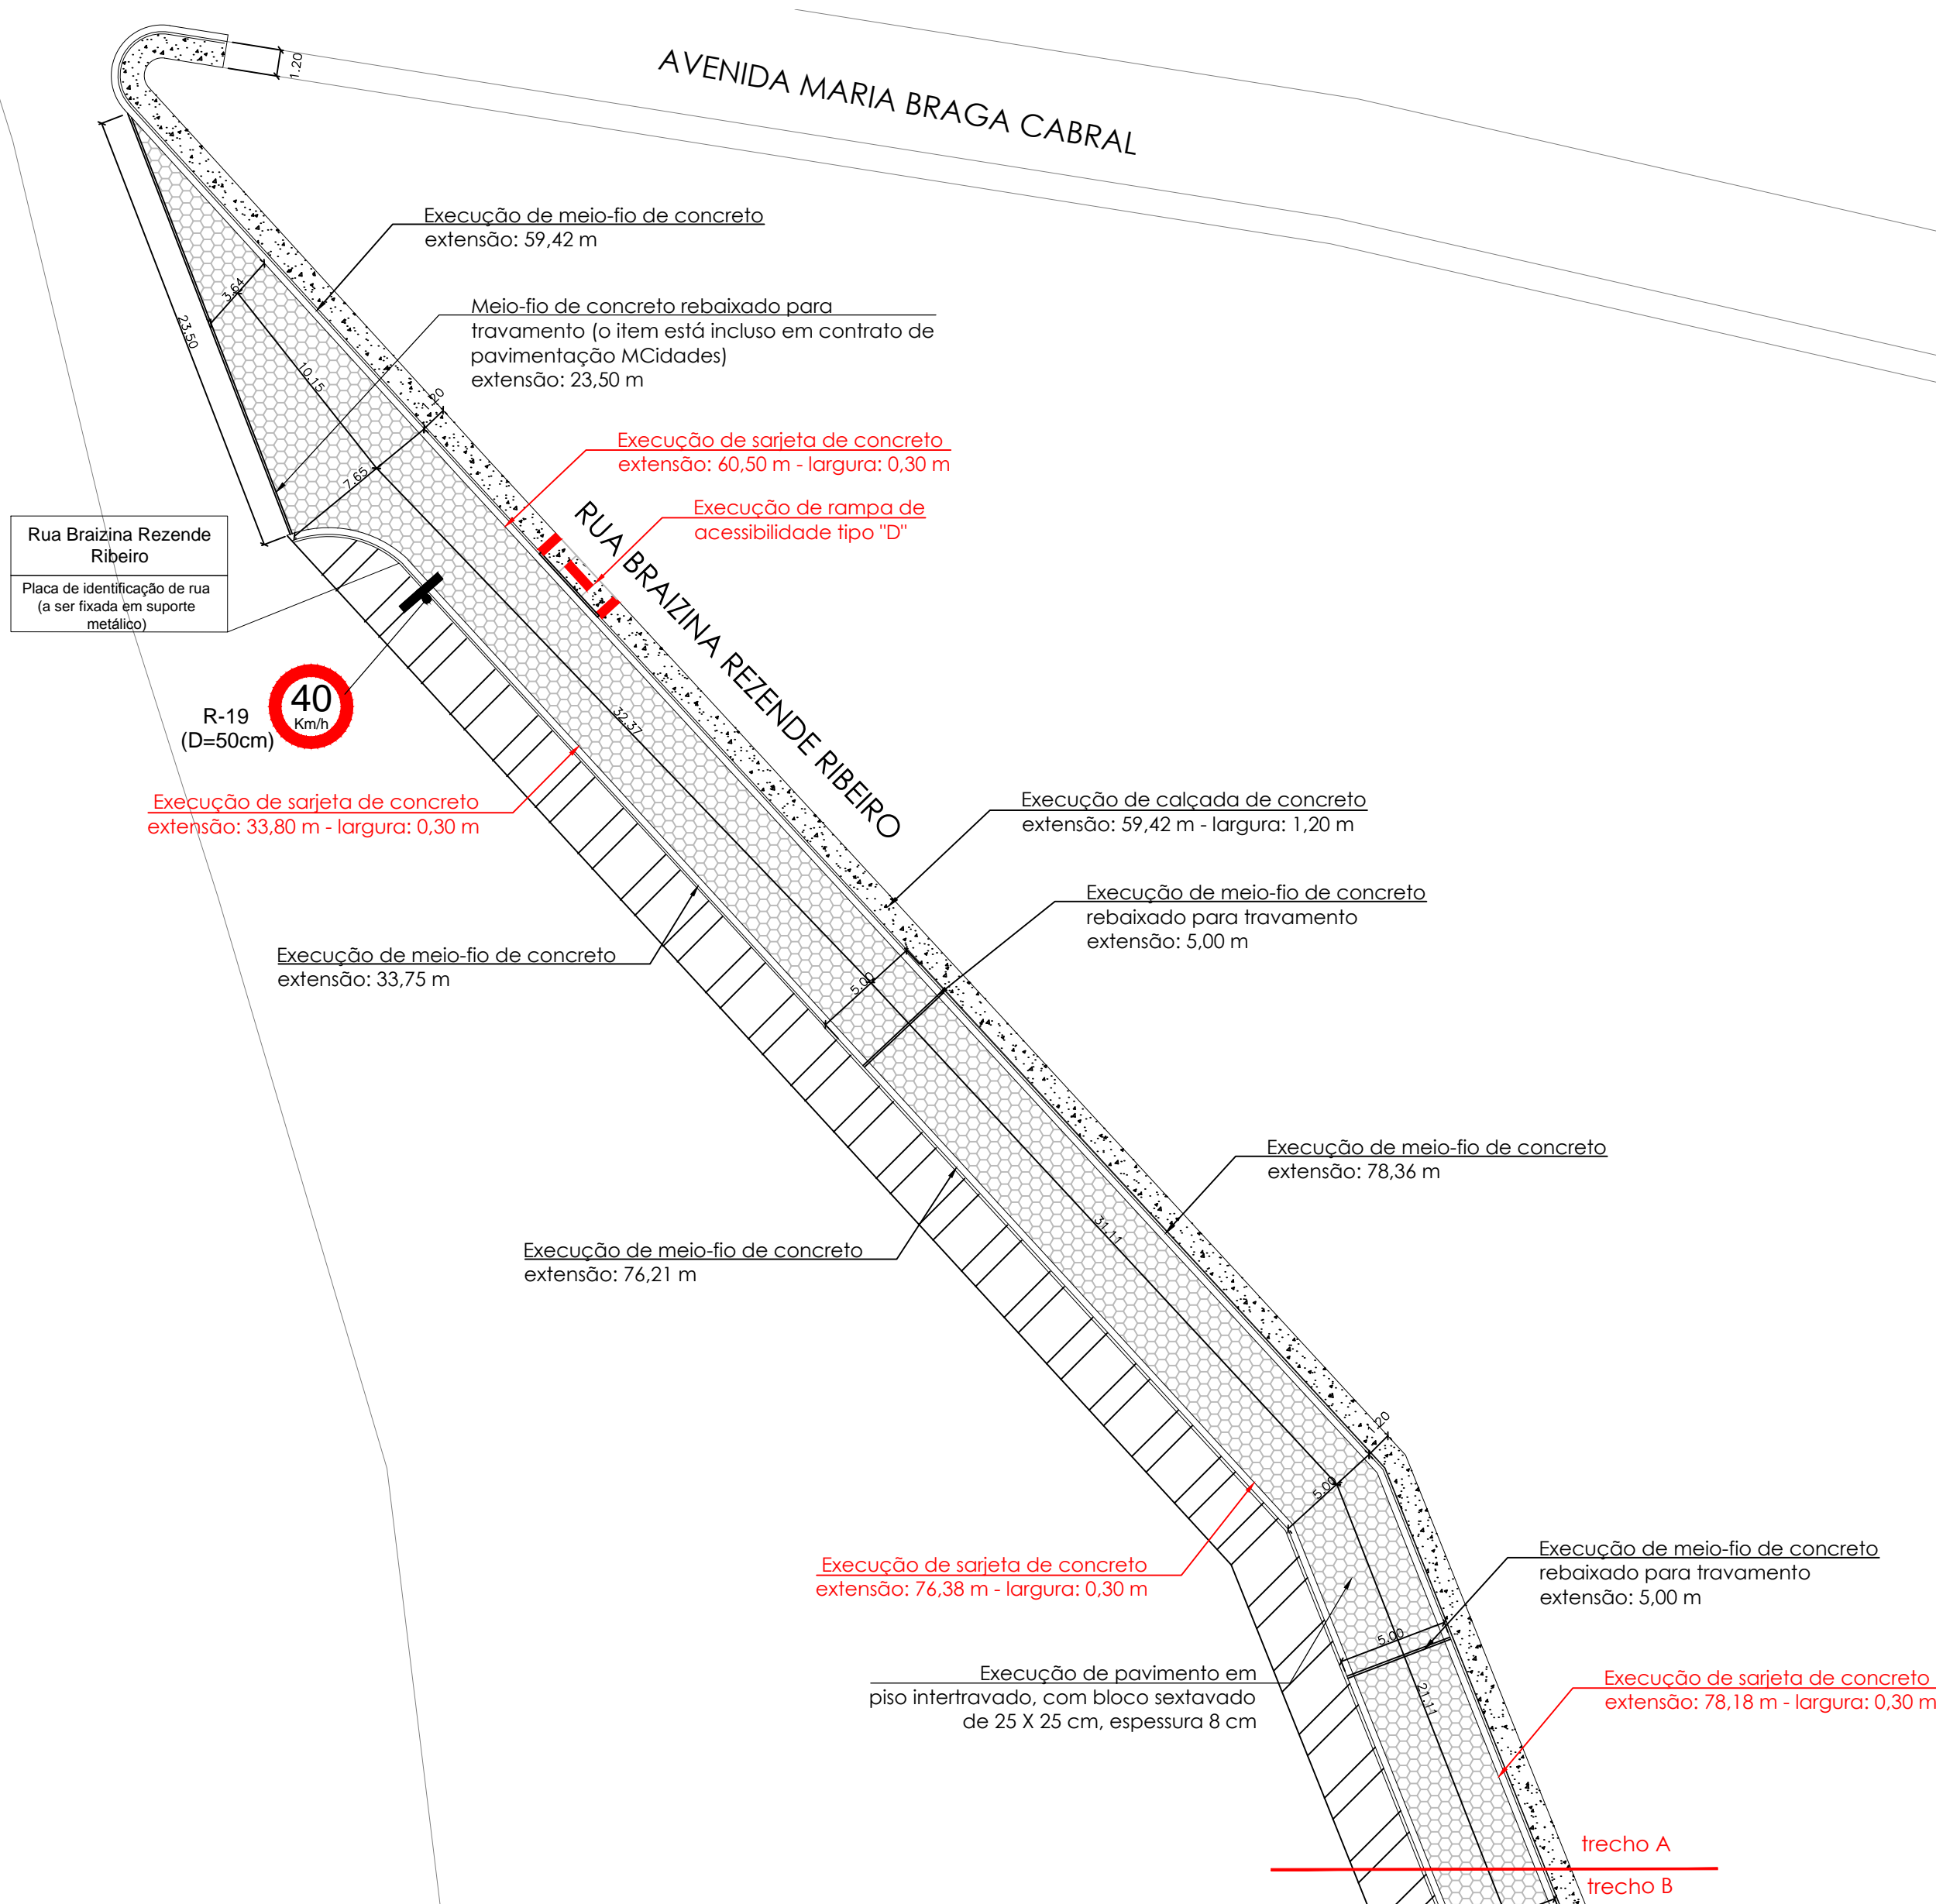 1.20
AVENIDA MARIA BRAGA CABRAL
Execução de meio-fio de concreto
extensão: 59,42 m
Meio-fio de concreto rebaixado para
travamento (o item está incluso em contrato de
pavimentação MCidades)
extensão: 23,50 m
3,64
23,50
10,15
1,20
Execução de sarjeta de concreto
extensão: 60,50 m - largura: 0,30 m
7,65
Execução de rampa de
acessibilidade tipo "D"
RUA BRAIZINA REZENDE RIBEIRO
Rua Braizina Rezende
Ribeiro
Placa de identificação de rua
(a ser fixada em suporte
metálico)
40
Km/h
R-19
(D=50cm)
32,37
Execução de sarjeta de concreto
extensão: 33,80 m - largura: 0,30 m
Execução de calçada de concreto
extensão: 59,42 m - largura: 1,20 m
Execução de meio-fio de concreto
rebaixado para travamento
extensão: 5,00 m
Execução de meio-fio de concreto
extensão: 33,75 m
5,00
Execução de meio-fio de concreto
extensão: 78,36 m
31,11
Execução de meio-fio de concreto
extensão: 76,21 m
1,20
5,00
Execução de sarjeta de concreto
extensão: 76,38 m - largura: 0,30 m
Execução de meio-fio de concreto
rebaixado para travamento
extensão: 5,00 m
5,00
Execução de pavimento em
piso intertravado, com bloco sextavado
de 25 X 25 cm, espessura 8 cm
21,11
Execução de sarjeta de concreto
extensão: 78,18 m - largura: 0,30 m
trecho A
trecho B